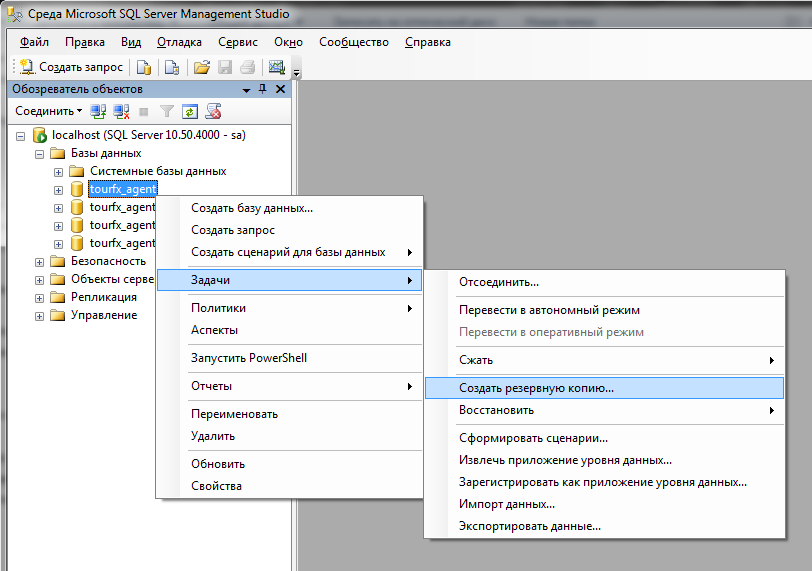 Среда Microsoft SQL Server Management Studio
Файл Правка Вид Отладка Сервис Окно Сообщество Справка
Создать запрос
Обозреватель объектов
Соединить
localhost (SQL Server 10.50.4000 - sa)
Базы данных
Системные базы данных
tourfx_agent
tourfx_agent
tourfx_agent
tourfx_agent
Безопасность
Объекты серве
Репликация
Управление
Создать базу данных...
Создать запрос
Создать сценарий для базы данных
Задачи
Политики
Аспекты
Запустить PowerShell
Отчеты
Переименовать
Удалить
Обновить
Свойства
Отсоединить...
Перевести в автономный режим
Перевести в оперативный режим
Сжать
Создать резервную копию...
Восстановить
Сформировать сценарии...
Извлечь приложение уровня данных...
Зарегистрировать как приложение уровня данных...
Импорт данных...
Экспортировать данные...